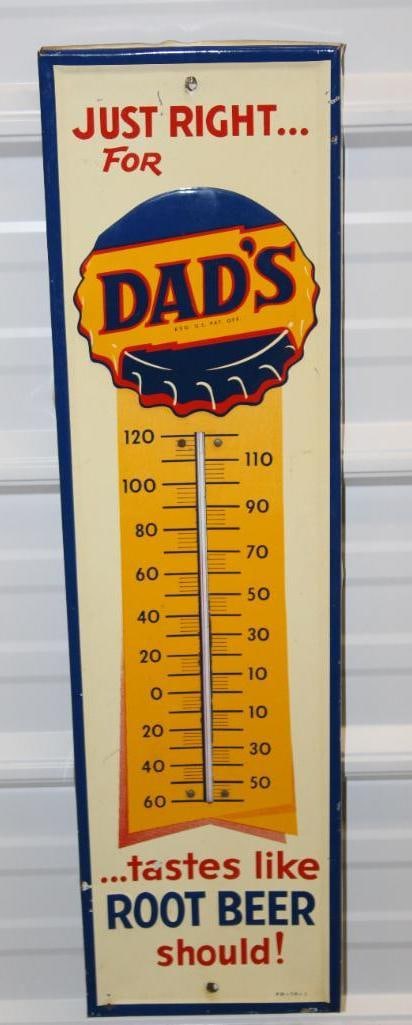 JUST RIGHT...
FOR
DAD'S
REG. U.S. PAT. OFF.
120
110
100
90
80
70
60
50
40
30
20
10
0
10
20
30
40
50
60
...tastes like
ROOT BEER
should!